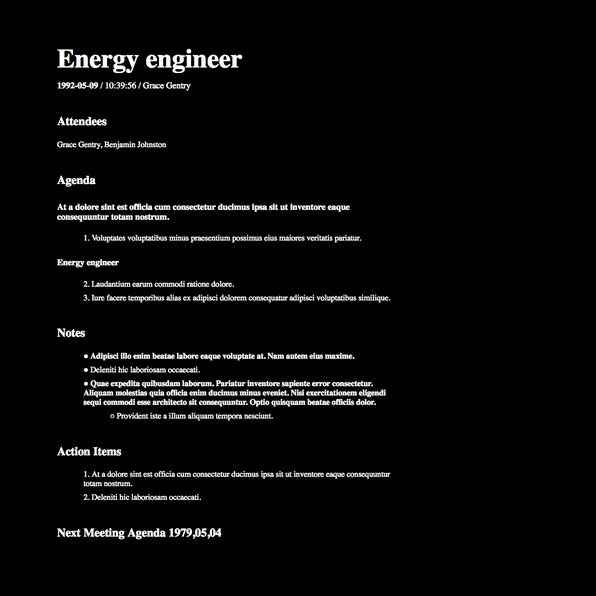 Energy engineer
1992-05-09 / 10:39:56 / Grace Gentry
Attendees
Grace Gentry, Benjamin Johnston
Agenda
At a dolore sint est officia cum consectetur ducimus ipsa sit ut inventore eaque
consequuntur totam nostrum.
1. Voluptates voluptatibus minus praesentium possimus eius maiores veritatis pariatur.
Energy engineer
2. Laudantium earum commodi ratione dolore.
3. Iure facere temporibus alias ex adipisci dolorem consequatur adipisci voluptatibus similique.
Notes
● Adipisci illo enim beatae labore eaque voluptate at. Nam autem eius maxime.
● Deleniti hic laboriosam occaecati.
● Quae expedita quibusdam laborum. Pariatur inventore sapiente error consectetur.
Aliquam molestias quia officia enim ducimus minus eveniet. Nisi exercitationem eligendi
sequi commodi esse architecto sit consequuntur. Optio quisquam beatae officiis dolor.
○ Provident iste a illum aliquam tempora nesciunt.
Action Items
1. At a dolore sint est officia cum consectetur ducimus ipsa sit ut inventore eaque consequuntur
totam nostrum.
2. Deleniti hic laboriosam occaecati.
Next Meeting Agenda 1979,05,04